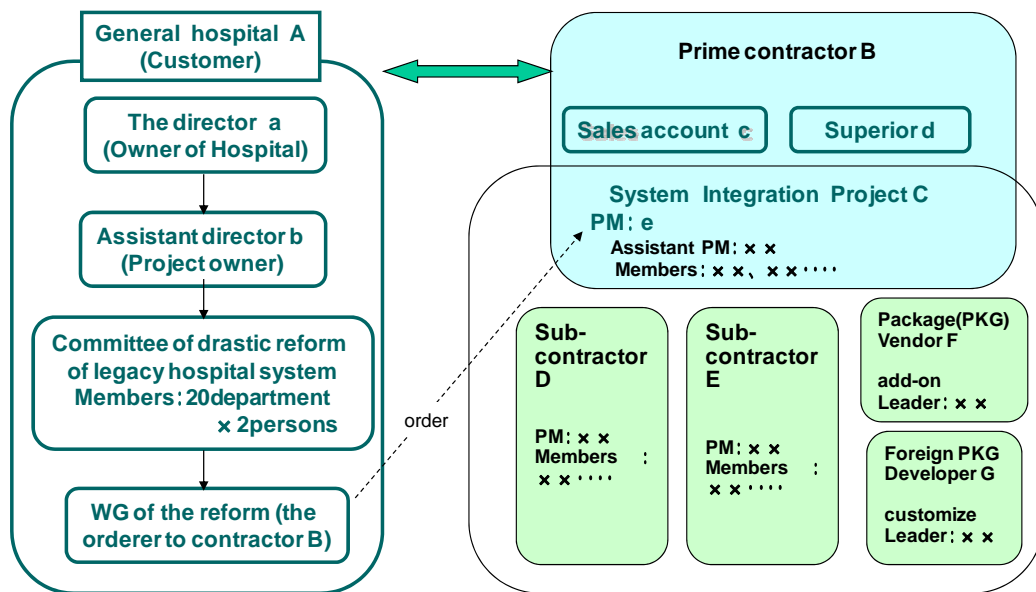 General hospital A
(Customer)
The director a
(Owner of Hospital)
Assistant director b
(Project owner)
Committee of drastic reform
of legacy hospital system
Members：20department
×2persons
WG of the reform (the
orderer to contractor B)
order
Prime contractor B
Sales account c
Superior d
System Integration Project C
PM：e
Assistant PM：××
Members：××、××‥‥
Sub-
contractor
D
PM：××
Members：
××‥‥
Sub-
contractor
E
PM：××
Members：
××‥‥
Package(PKG)
Vendor F
add-on
Leader：××
Foreign PKG
Developer G
customize
Leader：××